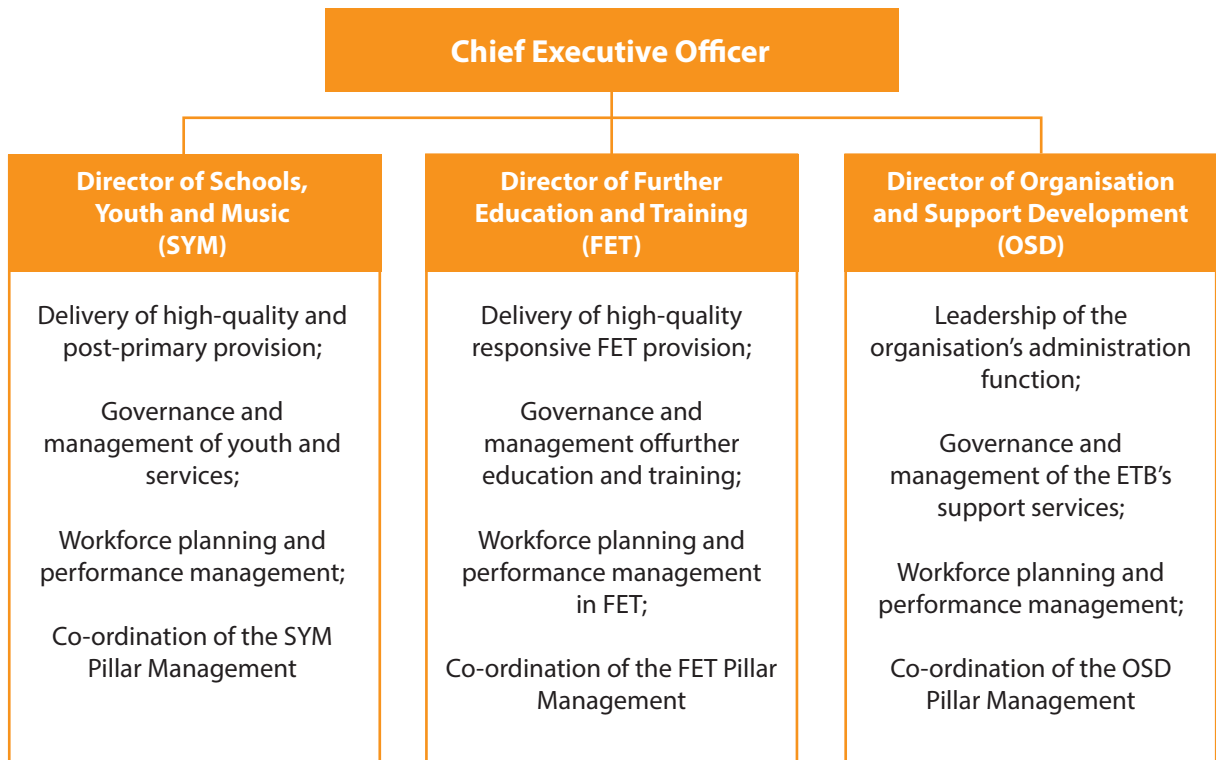 Chief Executive Officer
Director of Schools,
Youth and Music
(SYM)
Delivery of high-quality and
post-primary provision;
Governance and
management of youth and
services;
Workforce planning and
performance management;
Co-ordination of the SYM
Pillar Management
Director of Further
Education and Training
(FET)
Delivery of high-quality
responsive FET provision;
Governance and
management offurther
education and training;
Workforce planning and
performance management
in FET;
Co-ordination of the FET Pillar
Management
Director of Organisation
and Support Development
(OSD)
Leadership of the
organisation’s administration
function;
Governance and
management of the ETB’s
support services;
Workforce planning and
performance management;
Co-ordination of the OSD
Pillar Management